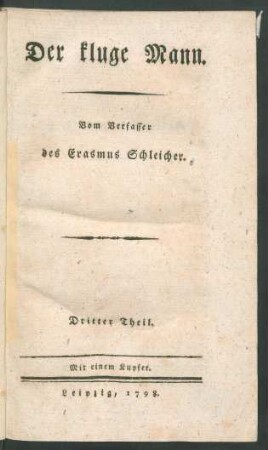 Der kluge Mann.
Vom Verfasser
des Erasmus Schleicher.
Dritter Theil.
Mit einem Kupfer.
Leipzig, 1798.